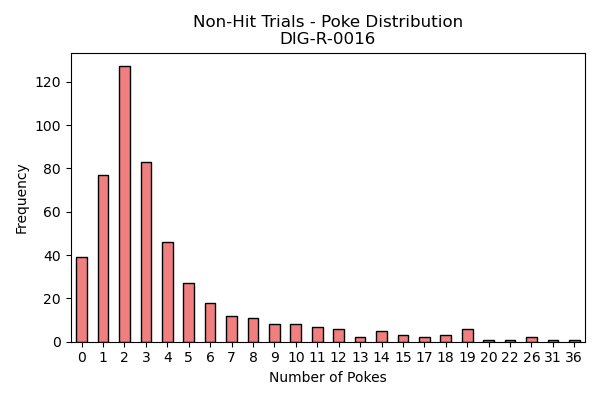 Non-Hit Trials - Poke Distribution
DIG-R-0016
120
100
80
60
40
20
0
Frequency
0 1 2 3 4 5 6 7 8 9 10 11 12 13 14 15 17 18 19 20 22 26 31 36
Number of Pokes